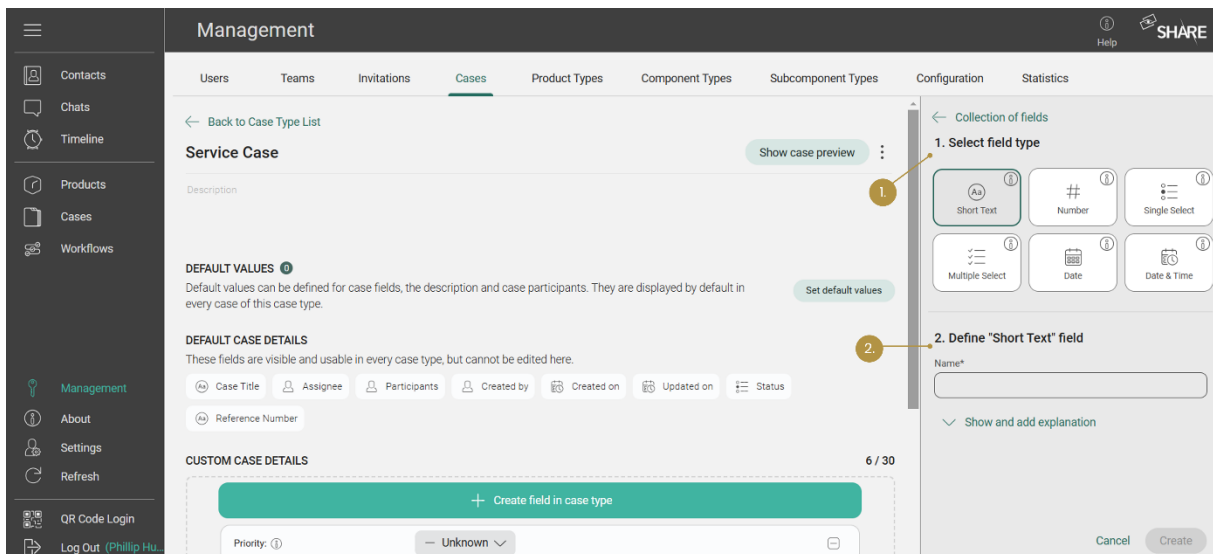 Management
Help
SHARE
Contacts
Chats
Timeline
Products
Cases
Workflows
Management
About
Settings
Refresh
QR Code Login
Log Out (Phillip Hu...
Users Teams Invitations Cases Product Types Component Types Subcomponent Types Configuration Statistics
← Back to Case Type List
Service Case
Show case preview
Description
DEFAULT VALUES 0
Default values can be defined for case fields, the description and case participants. They are displayed by default in
every case of this case type.
Set default values
DEFAULT CASE DETAILS
These fields are visible and usable in every case type, but cannot be edited here.
Aa Case Title Assignee Participants Created by Created on Updated on Status
Aa Reference Number
CUSTOM CASE DETAILS 6 / 30
+ Create field in case type
Priority: — Unknown
← Collection of fields
1. Select field type
1.
Aa
Short Text
#
Number
Single Select
Multiple Select
Date
Date & Time
2.
2. Define "Short Text" field
Name*
Show and add explanation
Cancel Create